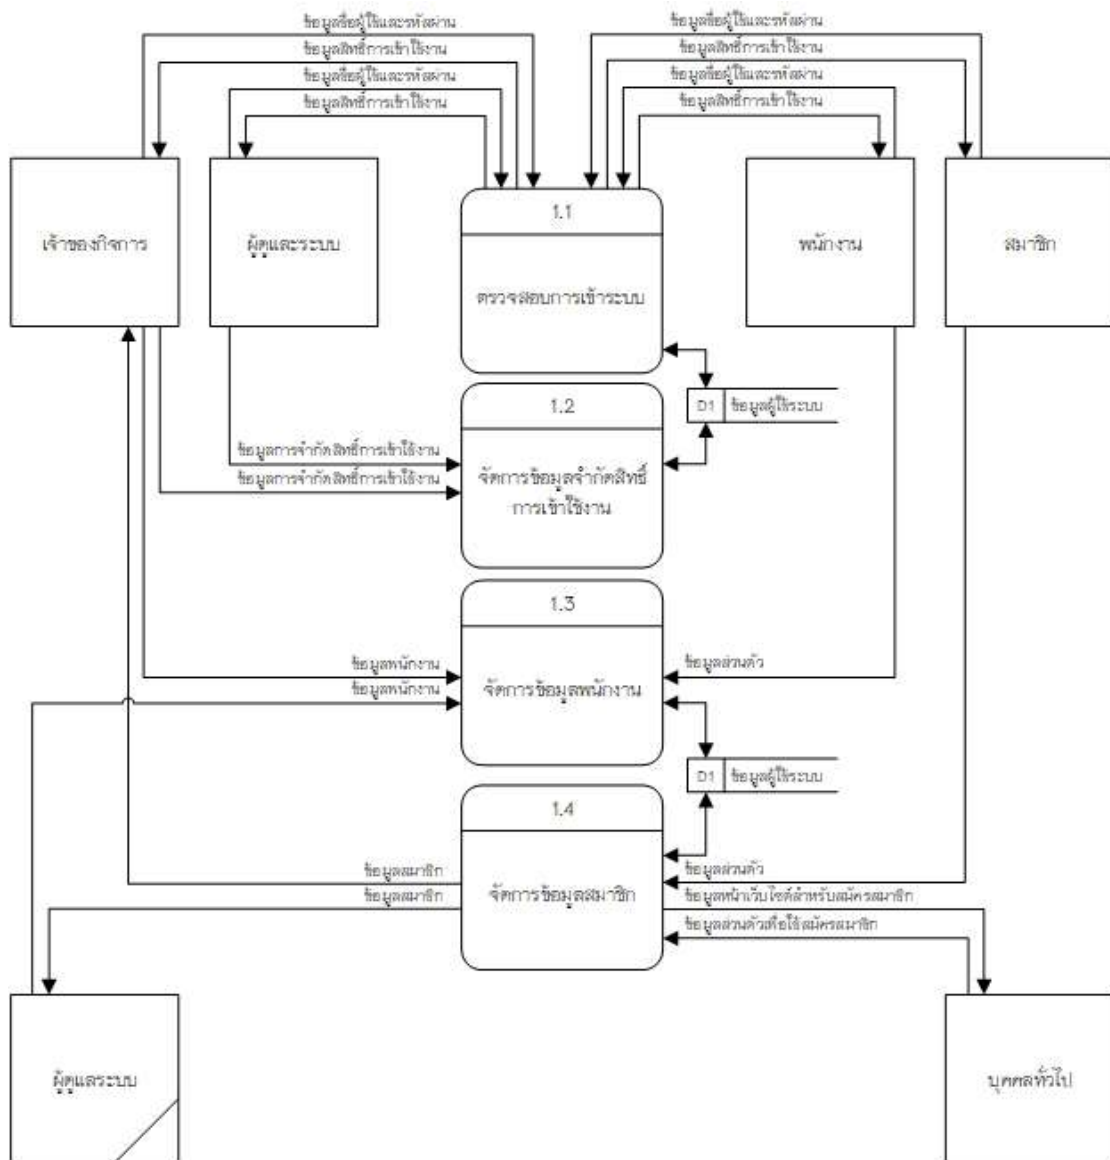 ข้อมูลชื่อผู้ใช้และรหัสผ่าน
ข้อมูลสิทธิ์การเข้าใช้งาน
ข้อมูลชื่อผู้ใช้และรหัสผ่าน
ข้อมูลสิทธิ์การเข้าใช้งาน
ข้อมูลชื่อผู้ใช้และรหัสผ่าน
ข้อมูลสิทธิ์การเข้าใช้งาน
ข้อมูลชื่อผู้ใช้และรหัสผ่าน
ข้อมูลสิทธิ์การเข้าใช้งาน
เจ้าของกิจการ
ผู้ดูและระบบ
1.1
ตรวจสอบการเข้าระบบ
พนักงาน
สมาชิก
D1 ข้อมูลผู้ใช้ระบบ
1.2
จัดการข้อมูลจำกัดสิทธิ์
การเข้าใช้งาน
ข้อมูลการจำกัดสิทธิ์การเข้าใช้งาน
ข้อมูลการจำกัดสิทธิ์การเข้าใช้งาน
1.3
จัดการข้อมูลพนักงาน
ข้อมูลพนักงาน
ข้อมูลพนักงาน
ข้อมูลส่วนตัว
D1 ข้อมูลผู้ใช้ระบบ
1.4
จัดการข้อมูลสมาชิก
ข้อมูลสมาชิก
ข้อมูลสมาชิก
ข้อมูลส่วนตัว
ข้อมูลหน้าเว็บไซต์สำหรับสมัครสมาชิก
ข้อมูลส่วนตัวเพื่อใช้สมัครสมาชิก
ผู้ดูแลระบบ
บุคคลทั่วไป